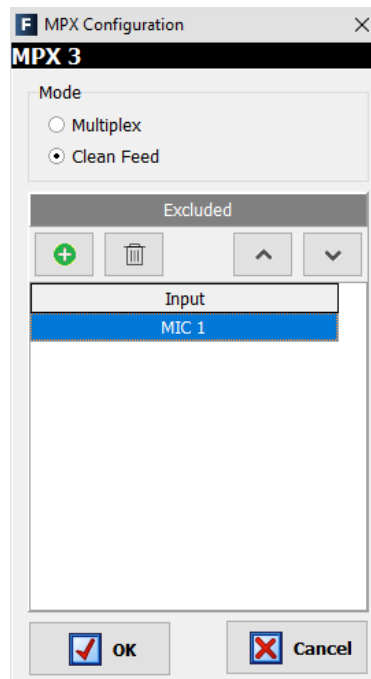 F MPX Configuration
MPX 3
Mode
Multiplex
Clean Feed
Excluded
Input
MIC 1
OK
Cancel